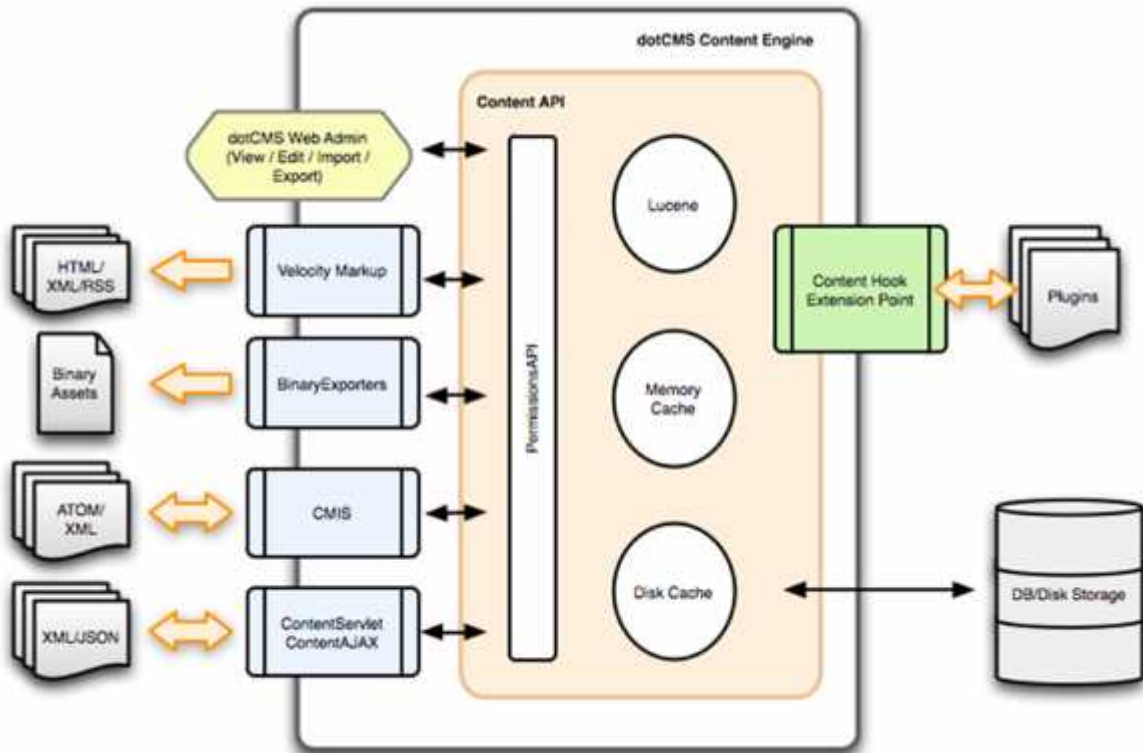 dotCMS Content Engine
Content API
dotCMS Web Admin
(View / Edit / Import /
Export)
Lucene
HTML/
XML/RSS
Velocity Markup
Content Hook
Extension Point
Plugins
Binary
Assets
BinaryExporters
PermissionsAPI
Memory
Cache
ATOM/
XML
CMIS
Disk Cache
DB/Disk Storage
XML/JSON
ContentServlet
ContentAJAX